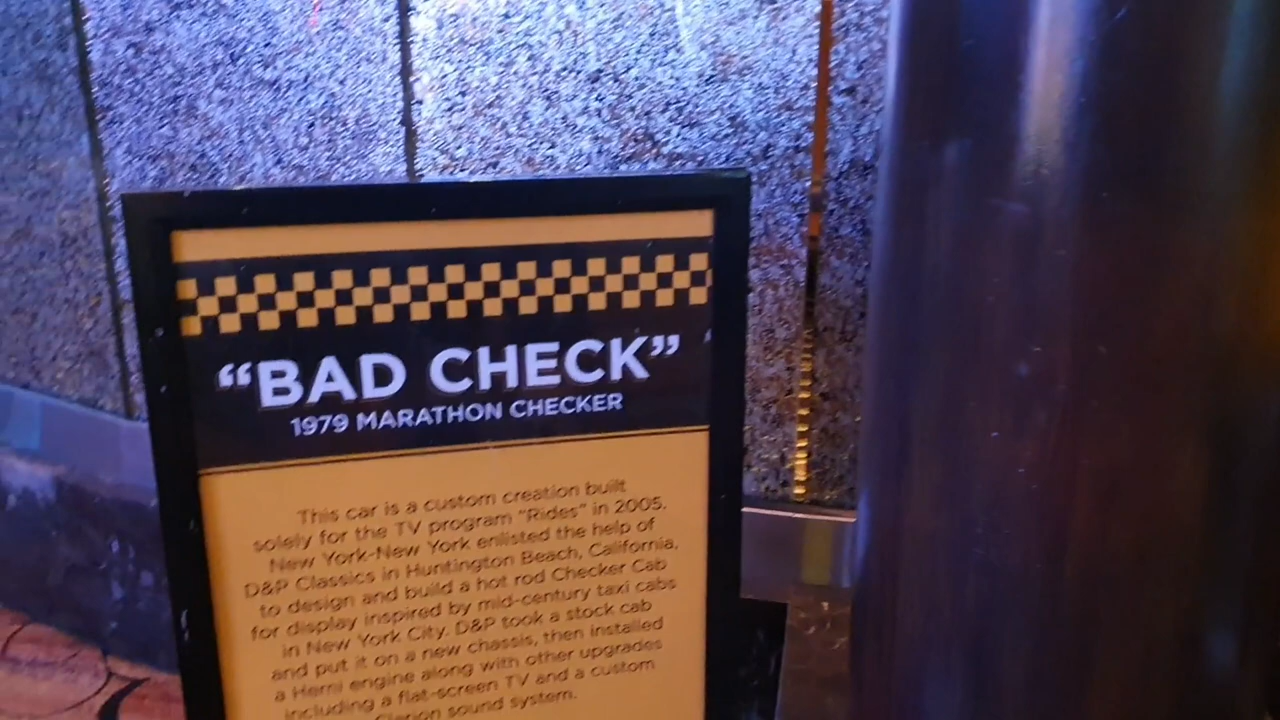 “BAD CHECK”
1979 MARATHON CHECKER
This car is a custom creation built
solely for the TV program “Rides” in 2005.
New York-New York enlisted the help of
D&P Classics in Huntington Beach, California,
to design and build a hot rod Checker Cab
for display inspired by mid-century taxi cabs
in New York City. D&P took a stock cab
and put it on a new chassis, then installed
a Hemi engine along with other upgrades
including a flat-screen TV and a custom
Clarion sound system.